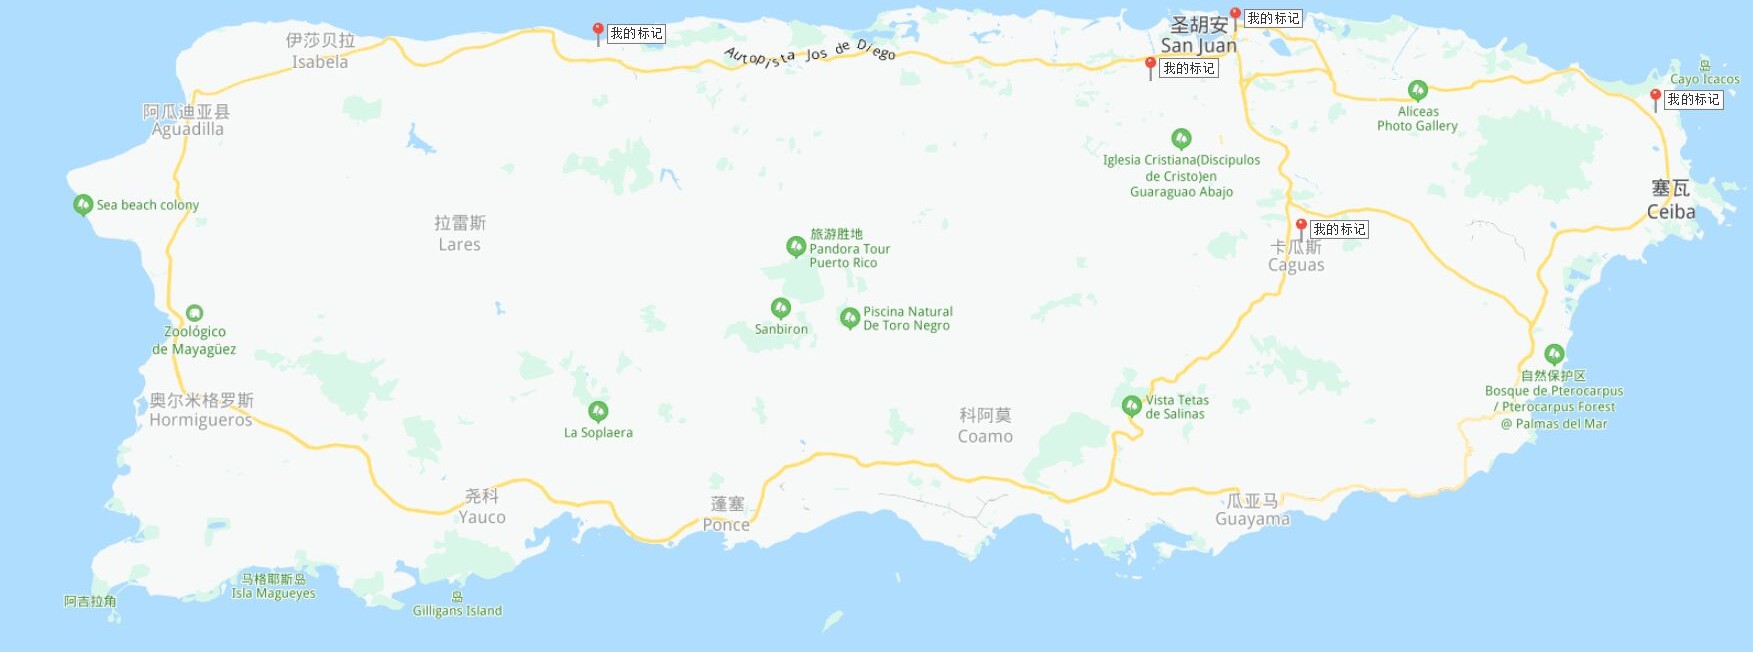 圣胡安
San Juan
我的标记
我的标记
伊莎贝拉
Isabela
Autopista Jos de Diego
我的标记
岛
Cayo Icacos
我的标记
阿瓜迪亚县
Aguadilla
Aliceas
Photo Gallery
Iglesia Cristiana(Discipulos
de Cristo)en
Guaraguao Abajo
塞瓦
Ceiba
Sea beach colony
拉雷斯
Lares
旅游胜地
Pandora Tour
Puerto Rico
我的标记
卡瓜斯
Caguas
Zoológico
de Mayagüez
Sanbiron
Piscina Natural
De Toro Negro
自然保护区
Bosque de Pterocarpus
/ Pterocarpus Forest
@ Palmas del Mar
奥尔米格罗斯
Hormigueros
La Soplaera
科阿莫
Coamo
Vista Tetas
de Salinas
尧科
Yauco
蓬塞
Ponce
瓜亚马
Guayama
马格耶斯岛
Isla Magueyes
阿吉拉角
岛
Gilligans Island